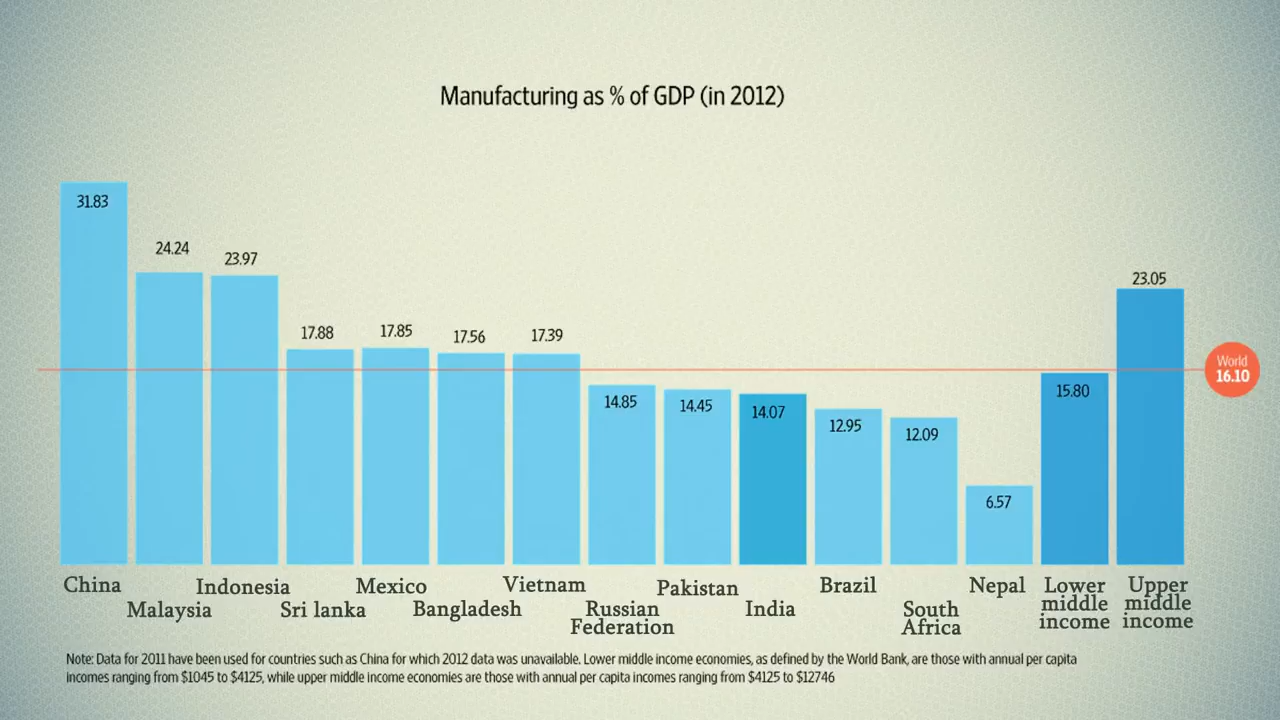 Manufacturing as % of GDP (in 2012)
31.83
24.24
23.97
17.88
17.85
17.56
17.39
14.85
14.45
14.07
12.95
12.09
6.57
15.80
23.05
World
16.10
China
Malaysia
Indonesia
Sri lanka
Mexico
Bangladesh
Vietnam
Russian
Federation
Pakistan
India
Brazil
South
Africa
Nepal
Lower
middle
income
Upper
middle
income
Note: Data for 2011 have been used for countries such as China for which 2012 data was unavailable. Lower middle income economies, as defined by the World Bank, are those with annual per capita
incomes ranging from $1045 to $4125, while upper middle income economies are those with annual per capita incomes ranging from $4125 to $12746